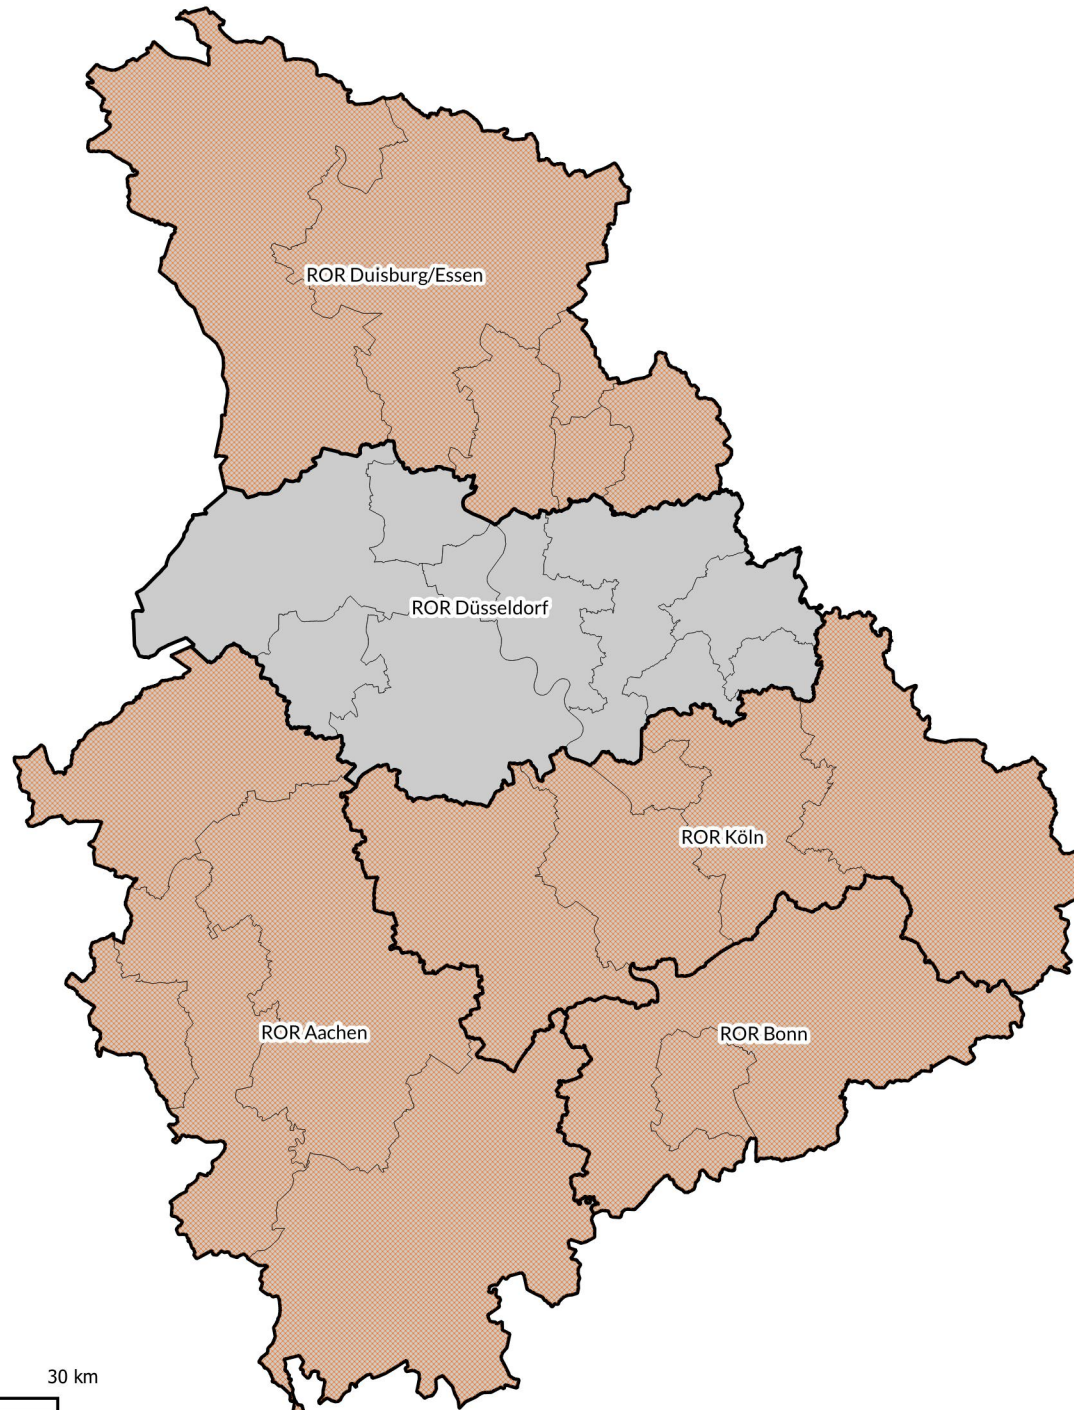 ROR Duisburg/Essen
ROR Düsseldorf
ROR Köln
ROR Aachen
ROR Bonn
30 km